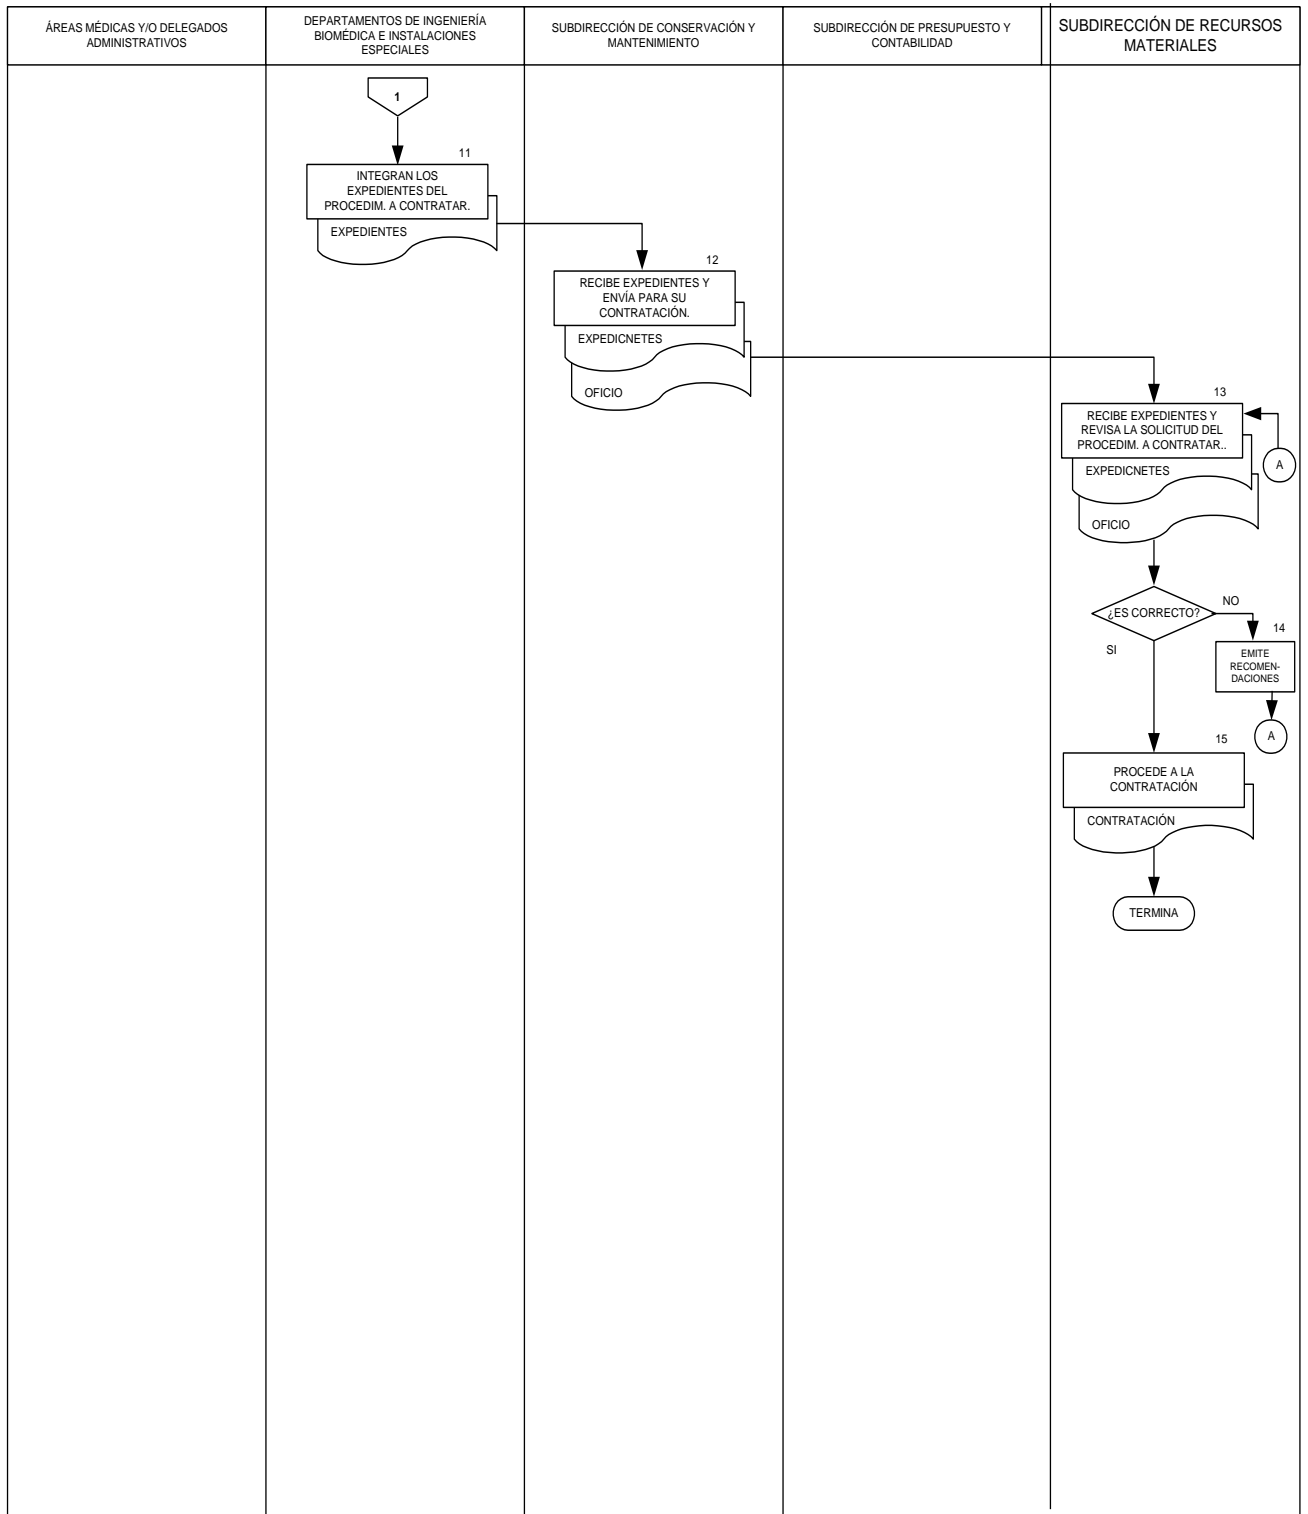 ÁREAS MÉDICAS Y/O DELEGADOS
ADMINISTRATIVOS
DEPARTAMENTOS DE INGENIERÍA
BIOMÉDICA E INSTALACIONES
ESPECIALES
SUBDIRECCIÓN DE CONSERVACIÓN Y
MANTENIMIENTO
SUBDIRECCIÓN DE PRESUPUESTO Y
CONTABILIDAD
SUBDIRECCIÓN DE RECURSOS
MATERIALES
1
11
INTEGRAN LOS
EXPEDIENTES DEL
PROCEDIM. A CONTRATAR.
EXPEDIENTES
12
RECIBE EXPEDIENTES Y
ENVÍA PARA SU
CONTRATACIÓN.
EXPEDICNETES
OFICIO
13
RECIBE EXPEDIENTES Y
REVISA LA SOLICITUD DEL
PROCEDIM. A CONTRATAR..
A
EXPEDICNETES
OFICIO
¿ES CORRECTO?
NO
SI
14
EMITE
RECOMEN-
DACIONES
A
15
PROCEDE A LA
CONTRATACIÓN
CONTRATACIÓN
TERMINA